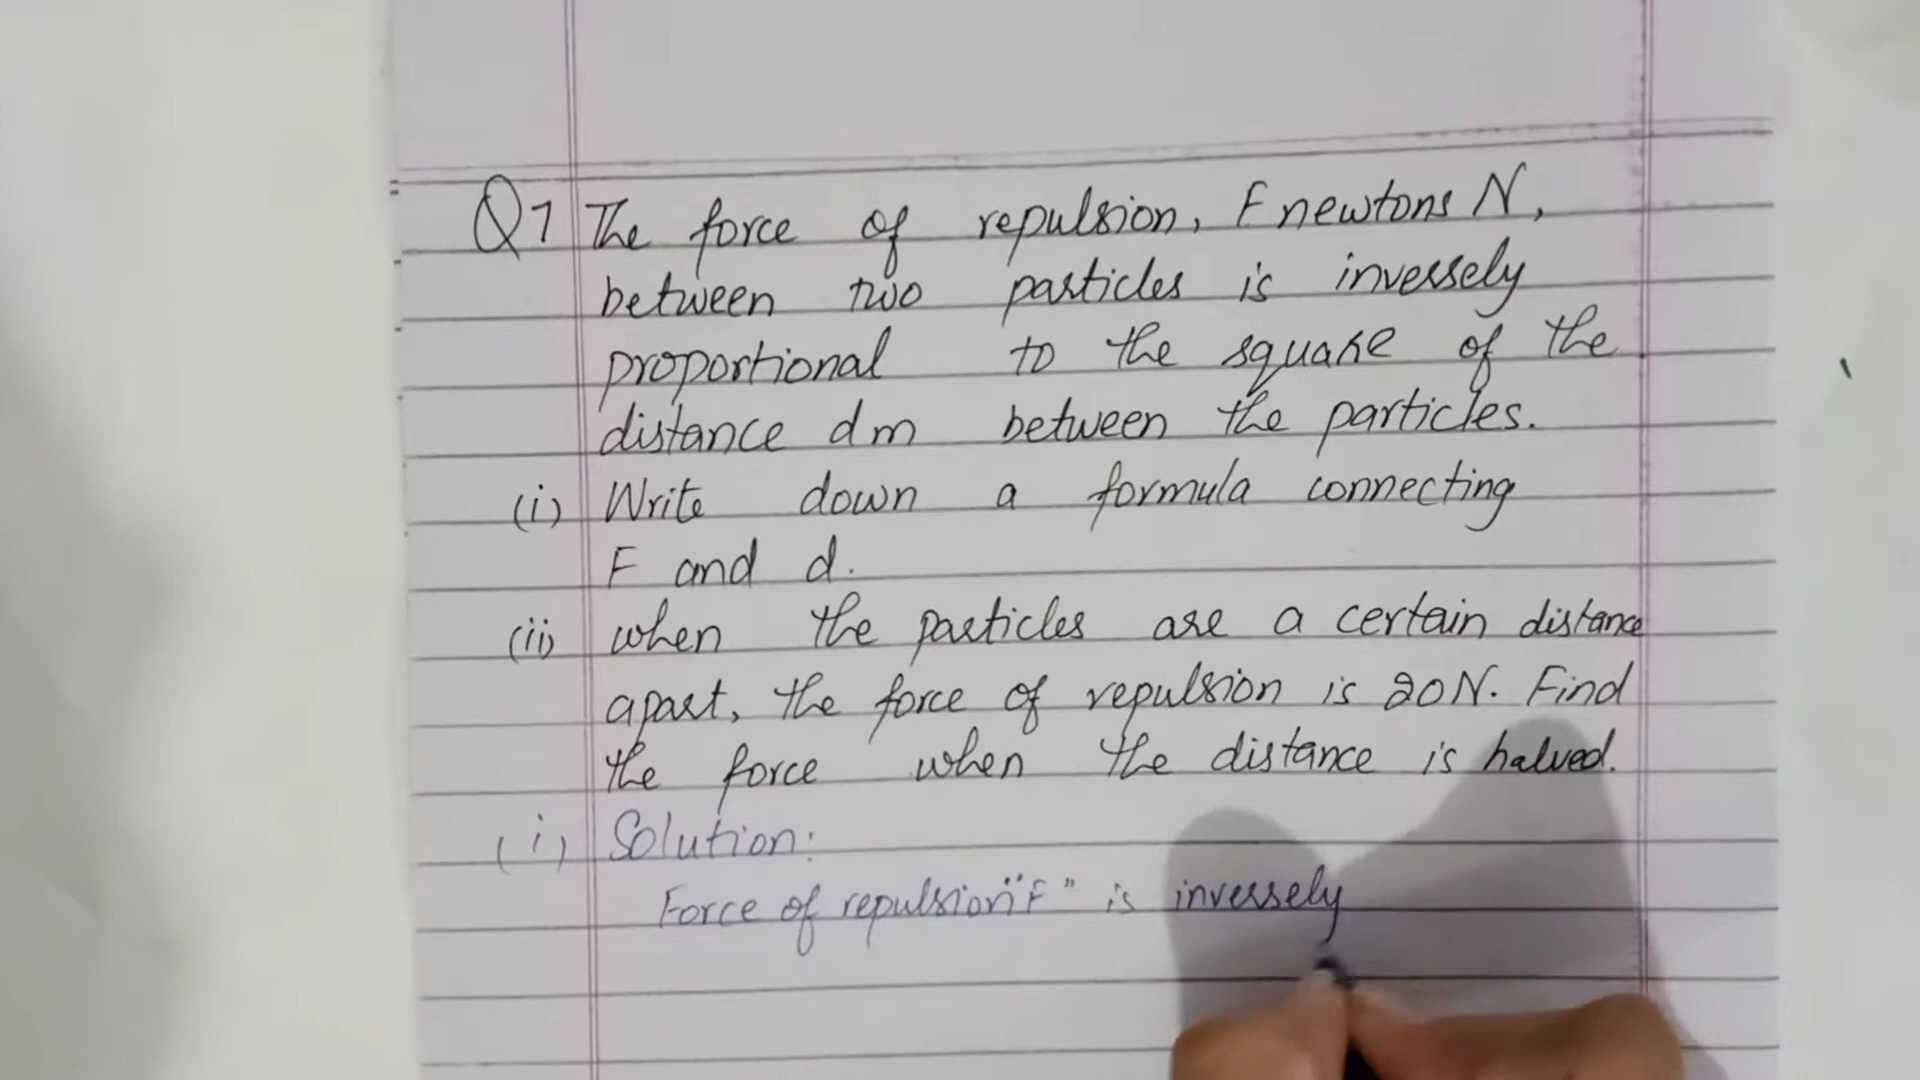 Q1 The force of repulsion, F newtons N,
between two particles is inversely
proportional to the square of the
distance dm between the particles.
(i) Write down a formula connecting
F and d.
(ii) when the particles are a certain distance
apart, the force of repulsion is 20N. Find
the force when the distance is halved.
(i) Solution:
Force of repulsion "F" is inversely